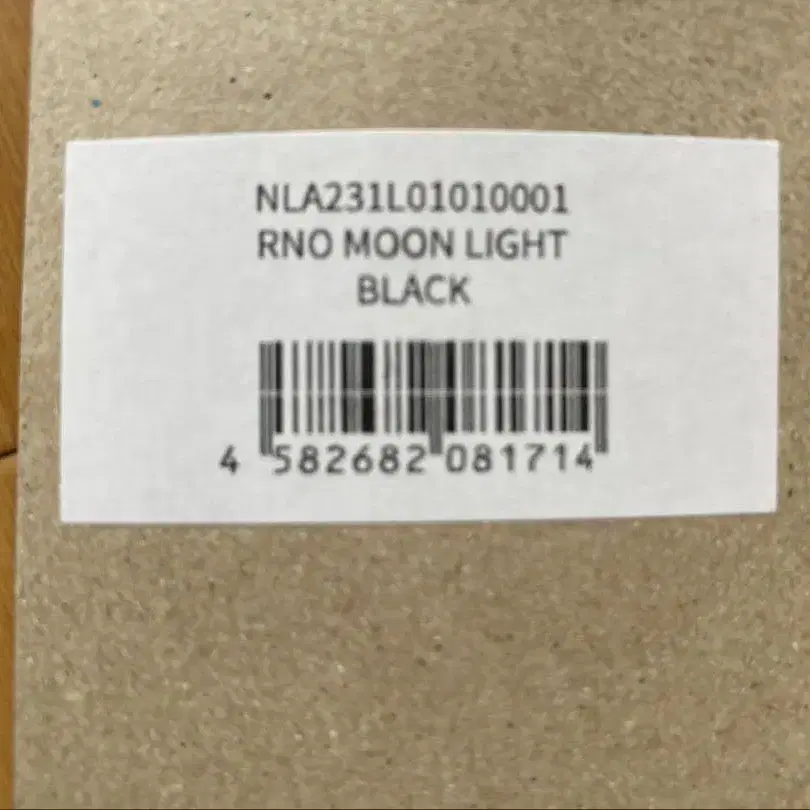 NLA231L01010001
RNO MOON LIGHT
BLACK
4 582682 081714